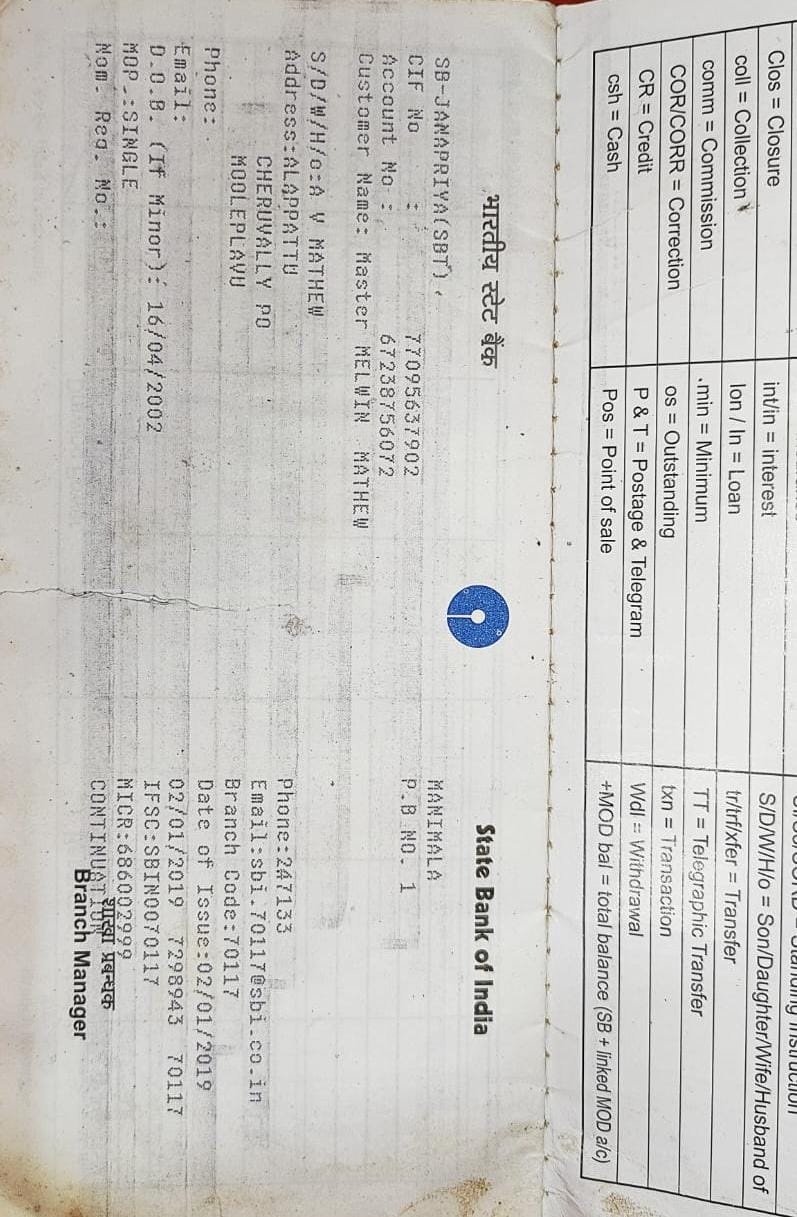 Clos = Closure
int/in = interest
S/D/W/H/o = Son/Daughter/Wife/Husband of
coll = Collection
lon / ln = Loan
tr/trf/xfer = Transfer
comm = Commission
min = Minimum
TT = Telegraphic Transfer
COR/CORR = Correction
os = Outstanding
txn = Transaction
CR = Credit
P & T = Postage & Telegram
Wdl = Withdrawal
csh = Cash
Pos = Point of sale
+MOD bal = total balance (SB + linked MOD a/c)
भारतीय स्टेट बैंक
State Bank of India
SB-JANAPRIYA(SBT)
CIF No : 77095637902
Account No : 67238756072
Customer Name: Master MELWIN MATHEW
S/D/W/H/o:A V MATHEW
Address:ALAPPATTU
CHERUVALLY PO
MOOLEPLAVU
Phone:
Email:
D.O.B. (If Minor): 16/04/2002
MOP.:SINGLE
Nom. Reg. No.:
MANIMALA
P.B NO. 1
Phone:247133
Email:sbi.70117@sbi.co.in
Branch Code:70117
Date of Issue:02/01/2019
02/01/2019 7298943 70117
IFSC:SBIN0070117
MICR:686002999
CONTINUATION
शाखा प्रबन्धक
Branch Manager